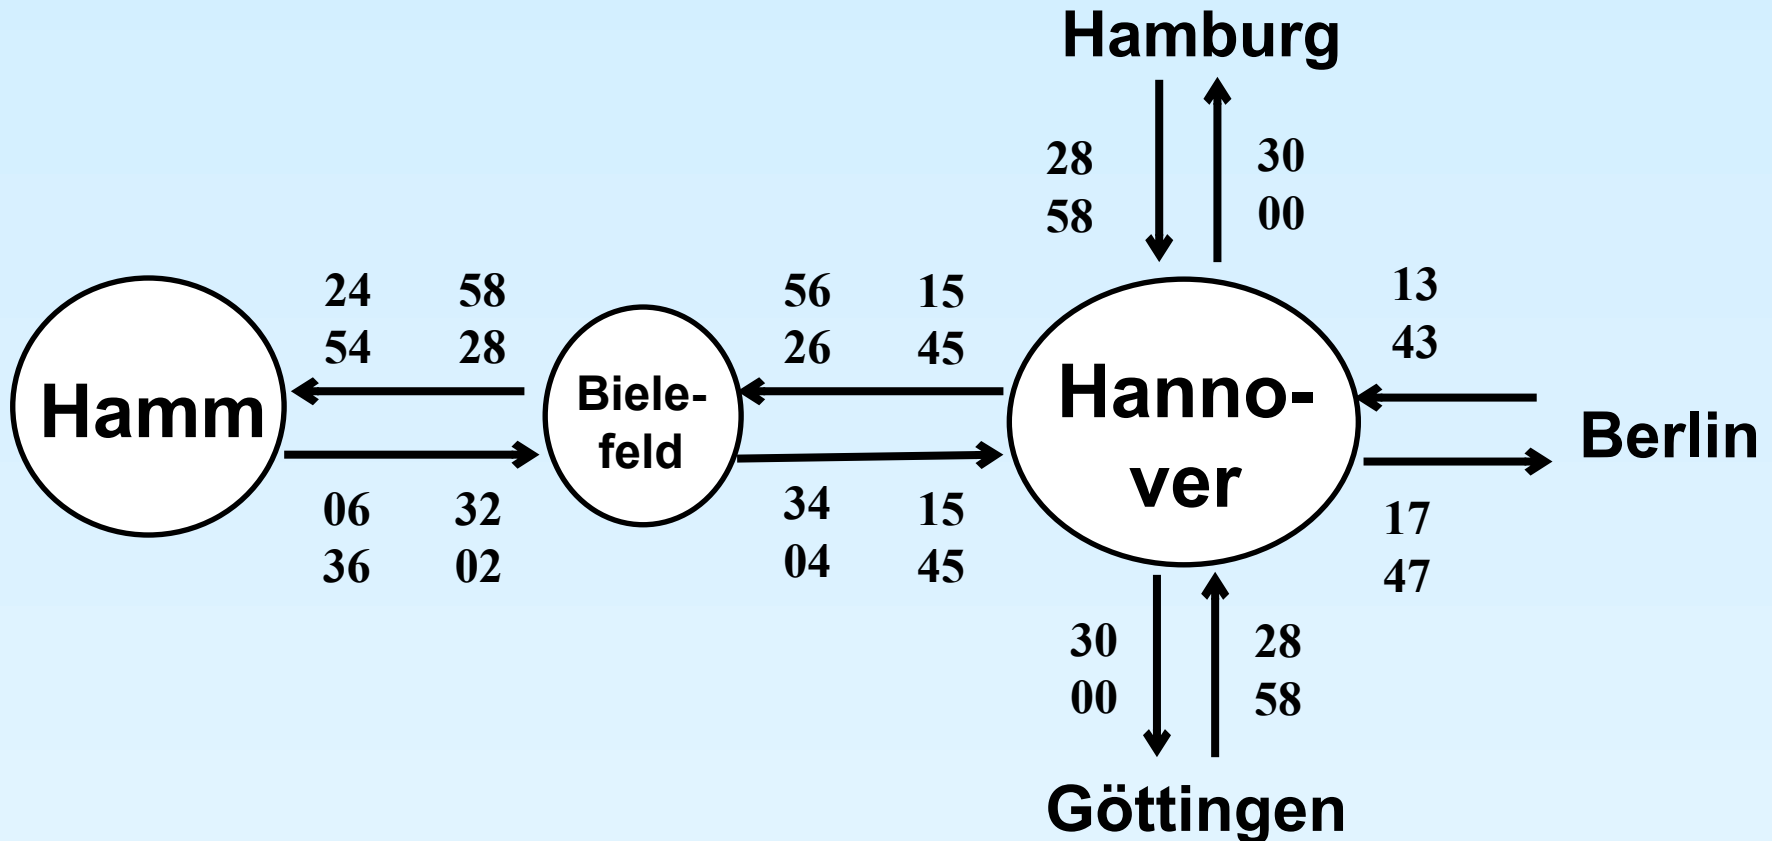 Hamburg
28 30
58 00
24 58 56 15 13
54 28 26 45 43
Hamm
Biele-
feld
Hanno-
ver
Berlin
06 32 34 15 17
36 02 04 45 47
30 28
00 58
Göttingen